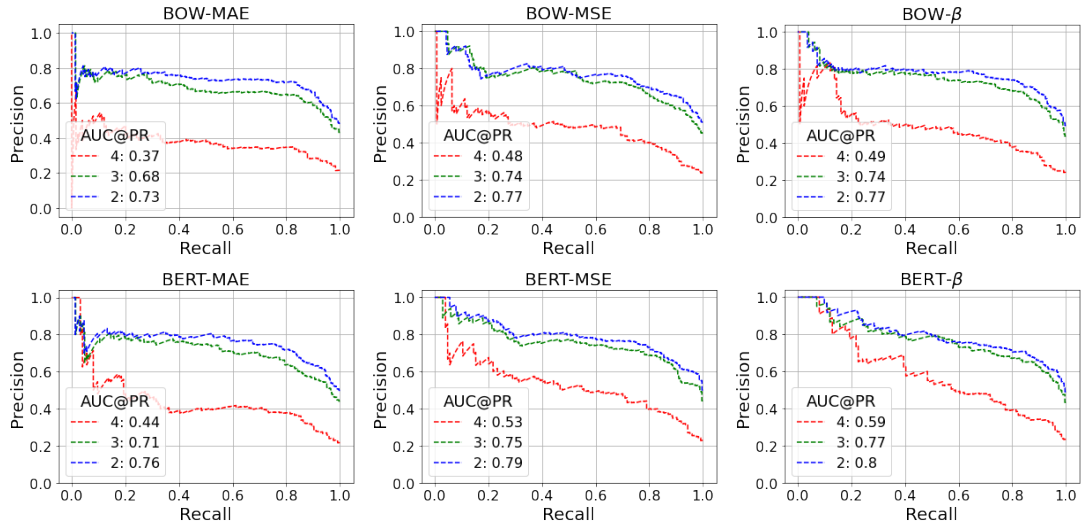 BOW-MAE
Precision
1.0
0.8
0.6
0.4
0.2
0.0
AUC@PR
4: 0.37
3: 0.68
2: 0.73
0.0 0.2 0.4 0.6 0.8 1.0
Recall
BOW-MSE
Precision
1.0
0.8
0.6
0.4
0.2
0.0
AUC@PR
4: 0.48
3: 0.74
2: 0.77
0.0 0.2 0.4 0.6 0.8 1.0
Recall
BOW-β
Precision
1.0
0.8
0.6
0.4
0.2
0.0
AUC@PR
4: 0.49
3: 0.74
2: 0.77
0.0 0.2 0.4 0.6 0.8 1.0
Recall
BERT-MAE
Precision
1.0
0.8
0.6
0.4
0.2
0.0
AUC@PR
4: 0.44
3: 0.71
2: 0.76
0.0 0.2 0.4 0.6 0.8 1.0
Recall
BERT-MSE
Precision
1.0
0.8
0.6
0.4
0.2
0.0
AUC@PR
4: 0.53
3: 0.75
2: 0.79
0.0 0.2 0.4 0.6 0.8 1.0
Recall
BERT-β
Precision
1.0
0.8
0.6
0.4
0.2
0.0
AUC@PR
4: 0.59
3: 0.77
2: 0.8
0.0 0.2 0.4 0.6 0.8 1.0
Recall